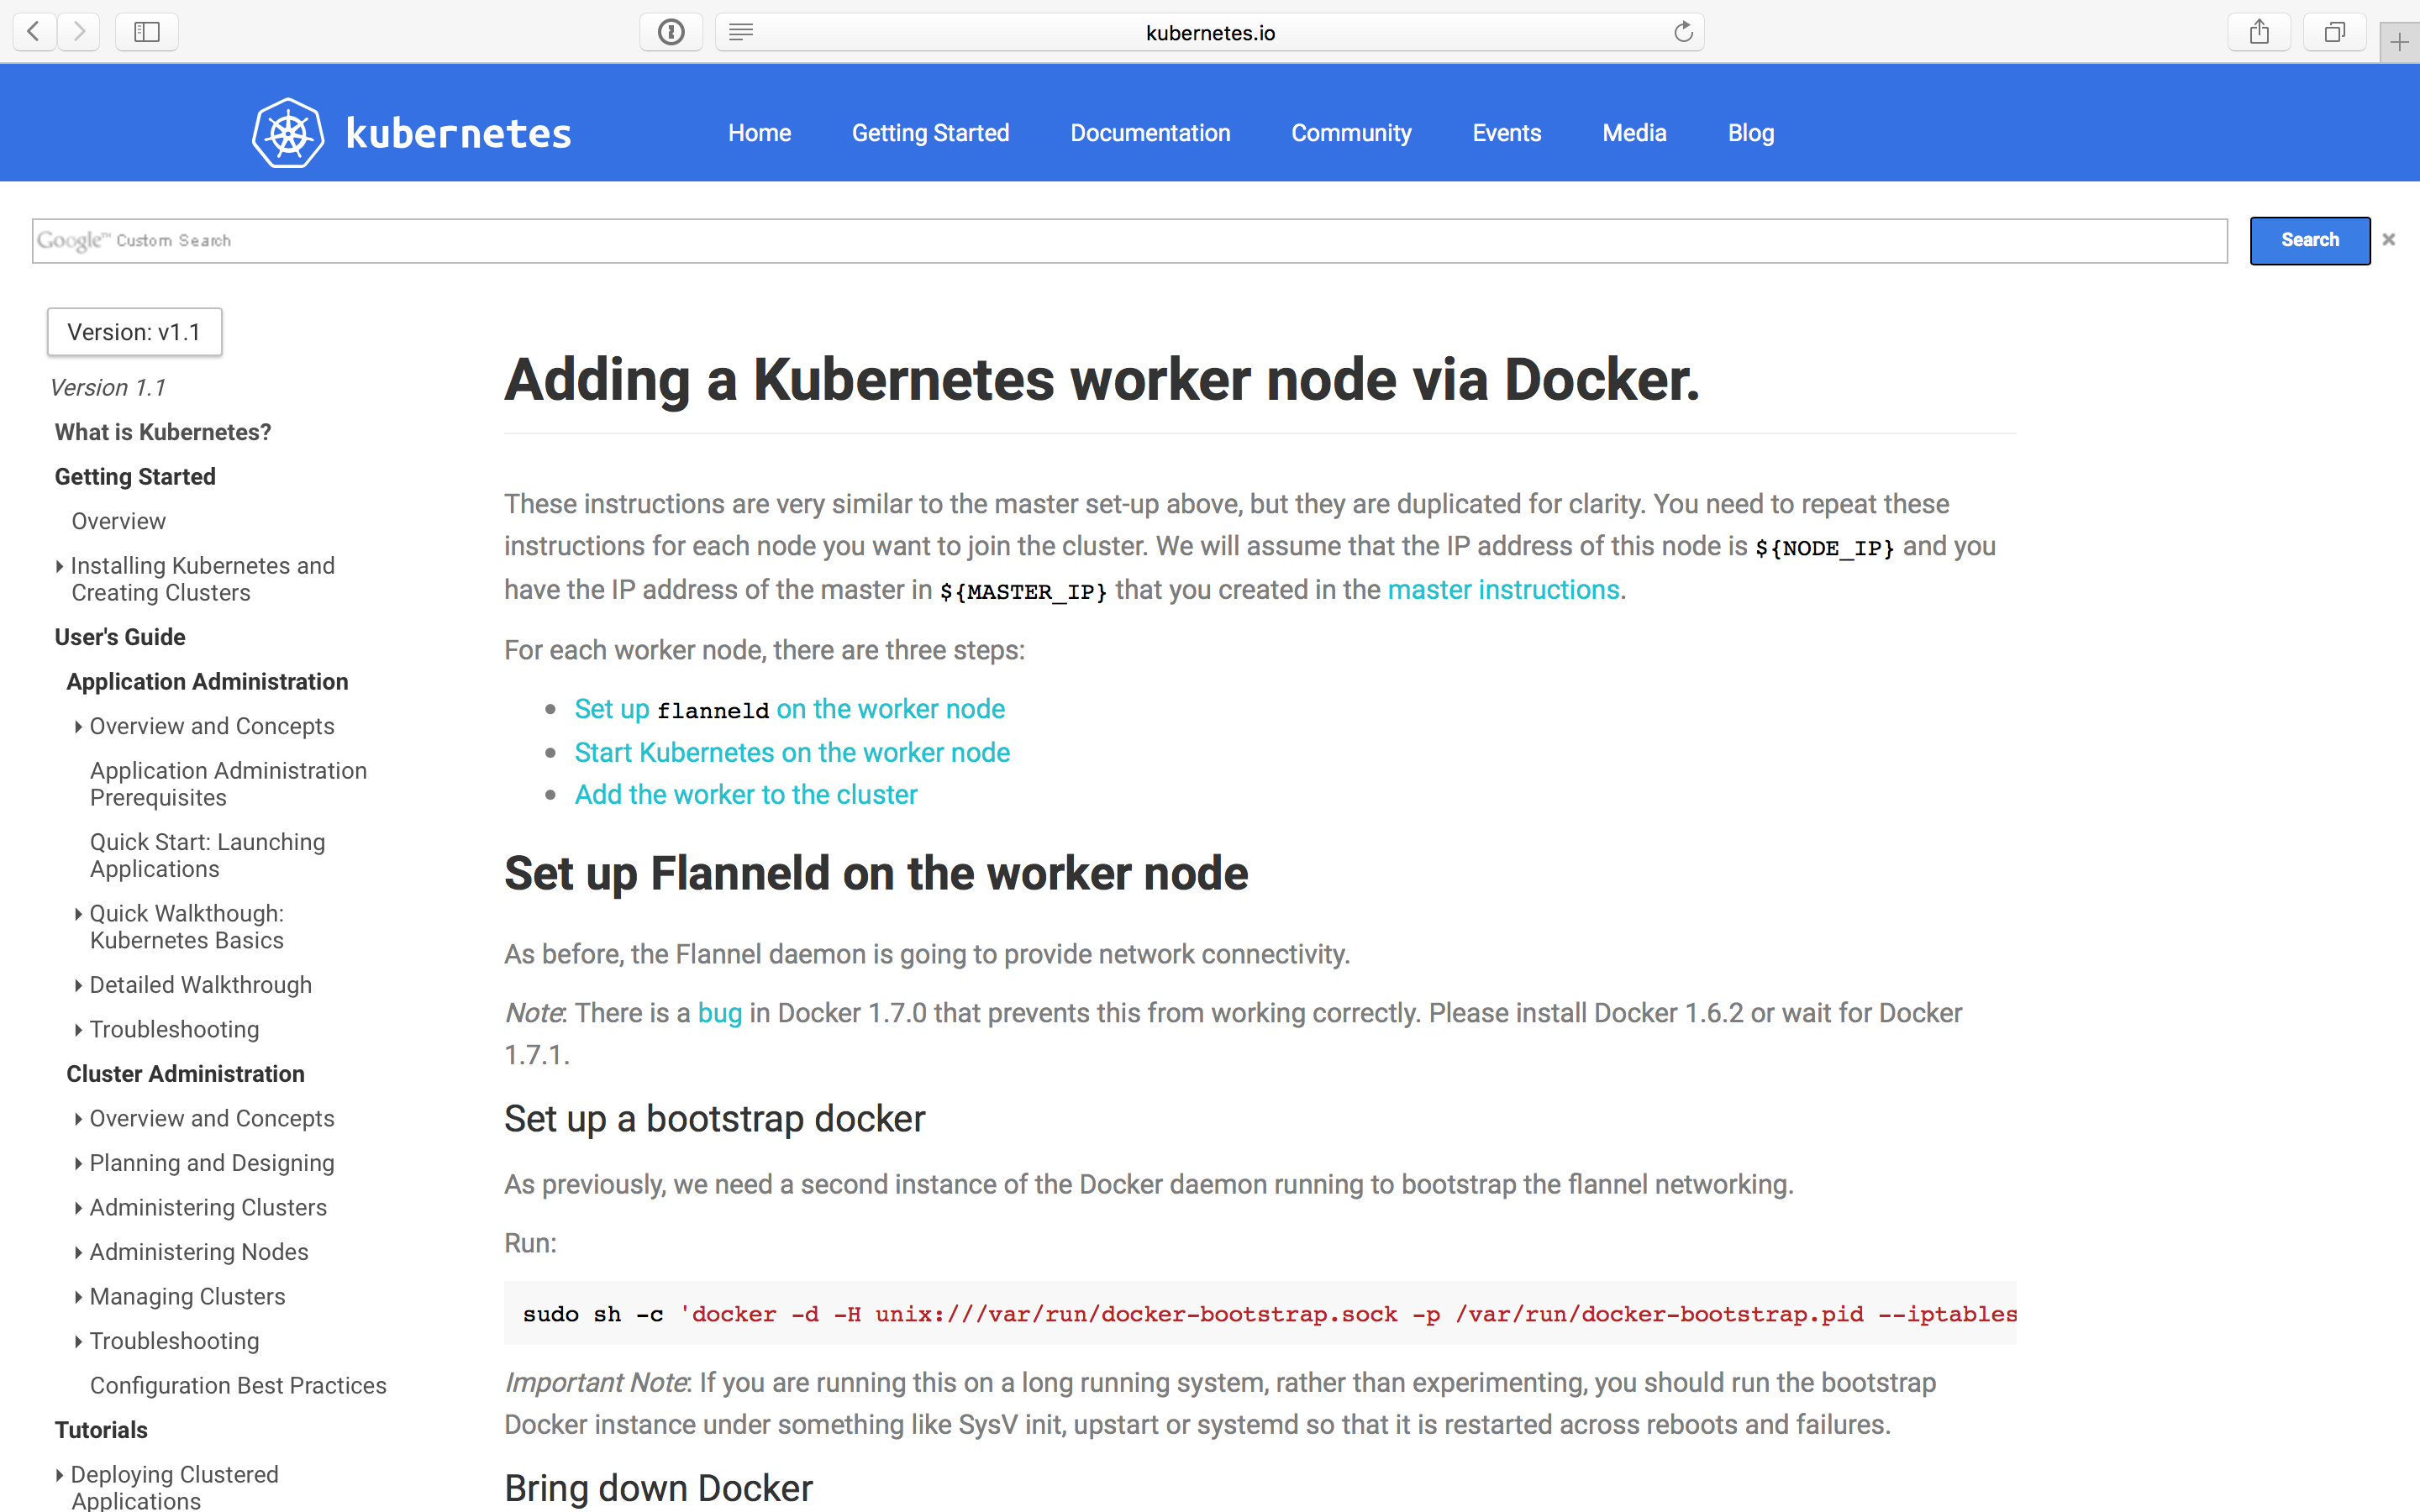 kubernetes.io
kubernetes
Home Getting Started Documentation Community Events Media Blog
Google™ Custom Search
Search
×
Version: v1.1
Version 1.1
What is Kubernetes?
Getting Started
Overview
Installing Kubernetes and
Creating Clusters
User's Guide
Application Administration
Overview and Concepts
Application Administration
Prerequisites
Quick Start: Launching
Applications
Quick Walkthough:
Kubernetes Basics
Detailed Walkthrough
Troubleshooting
Cluster Administration
Overview and Concepts
Planning and Designing
Administering Clusters
Administering Nodes
Managing Clusters
Troubleshooting
Configuration Best Practices
Tutorials
Deploying Clustered
Applications
Adding a Kubernetes worker node via Docker.
These instructions are very similar to the master set-up above, but they are duplicated for clarity. You need to repeat these
instructions for each node you want to join the cluster. We will assume that the IP address of this node is ${NODE_IP} and you
have the IP address of the master in ${MASTER_IP} that you created in the master instructions.
For each worker node, there are three steps:
• Set up flanneld on the worker node
• Start Kubernetes on the worker node
• Add the worker to the cluster
Set up Flanneld on the worker node
As before, the Flannel daemon is going to provide network connectivity.
Note: There is a bug in Docker 1.7.0 that prevents this from working correctly. Please install Docker 1.6.2 or wait for Docker
1.7.1.
Set up a bootstrap docker
As previously, we need a second instance of the Docker daemon running to bootstrap the flannel networking.
Run:
sudo sh -c 'docker -d -H unix:///var/run/docker-bootstrap.sock -p /var/run/docker-bootstrap.pid --iptables
Important Note: If you are running this on a long running system, rather than experimenting, you should run the bootstrap
Docker instance under something like SysV init, upstart or systemd so that it is restarted across reboots and failures.
Bring down Docker